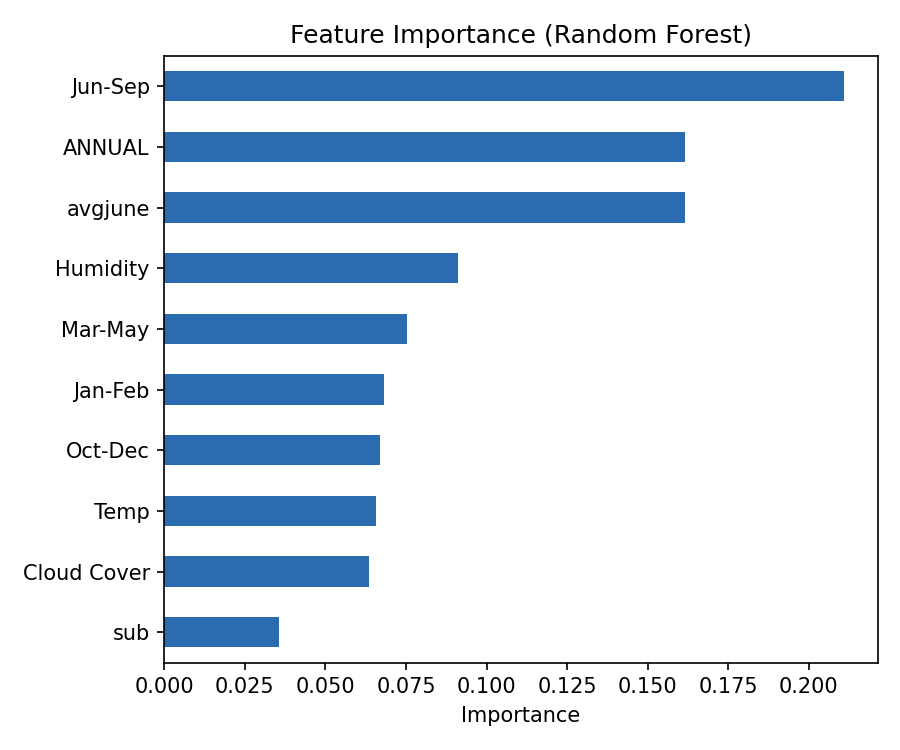 Feature Importance (Random Forest)
Jun-Sep
ANNUAL
avgjune
Humidity
Mar-May
Jan-Feb
Oct-Dec
Temp
Cloud Cover
sub
0.000 0.025 0.050 0.075 0.100 0.125 0.150 0.175 0.200
Importance